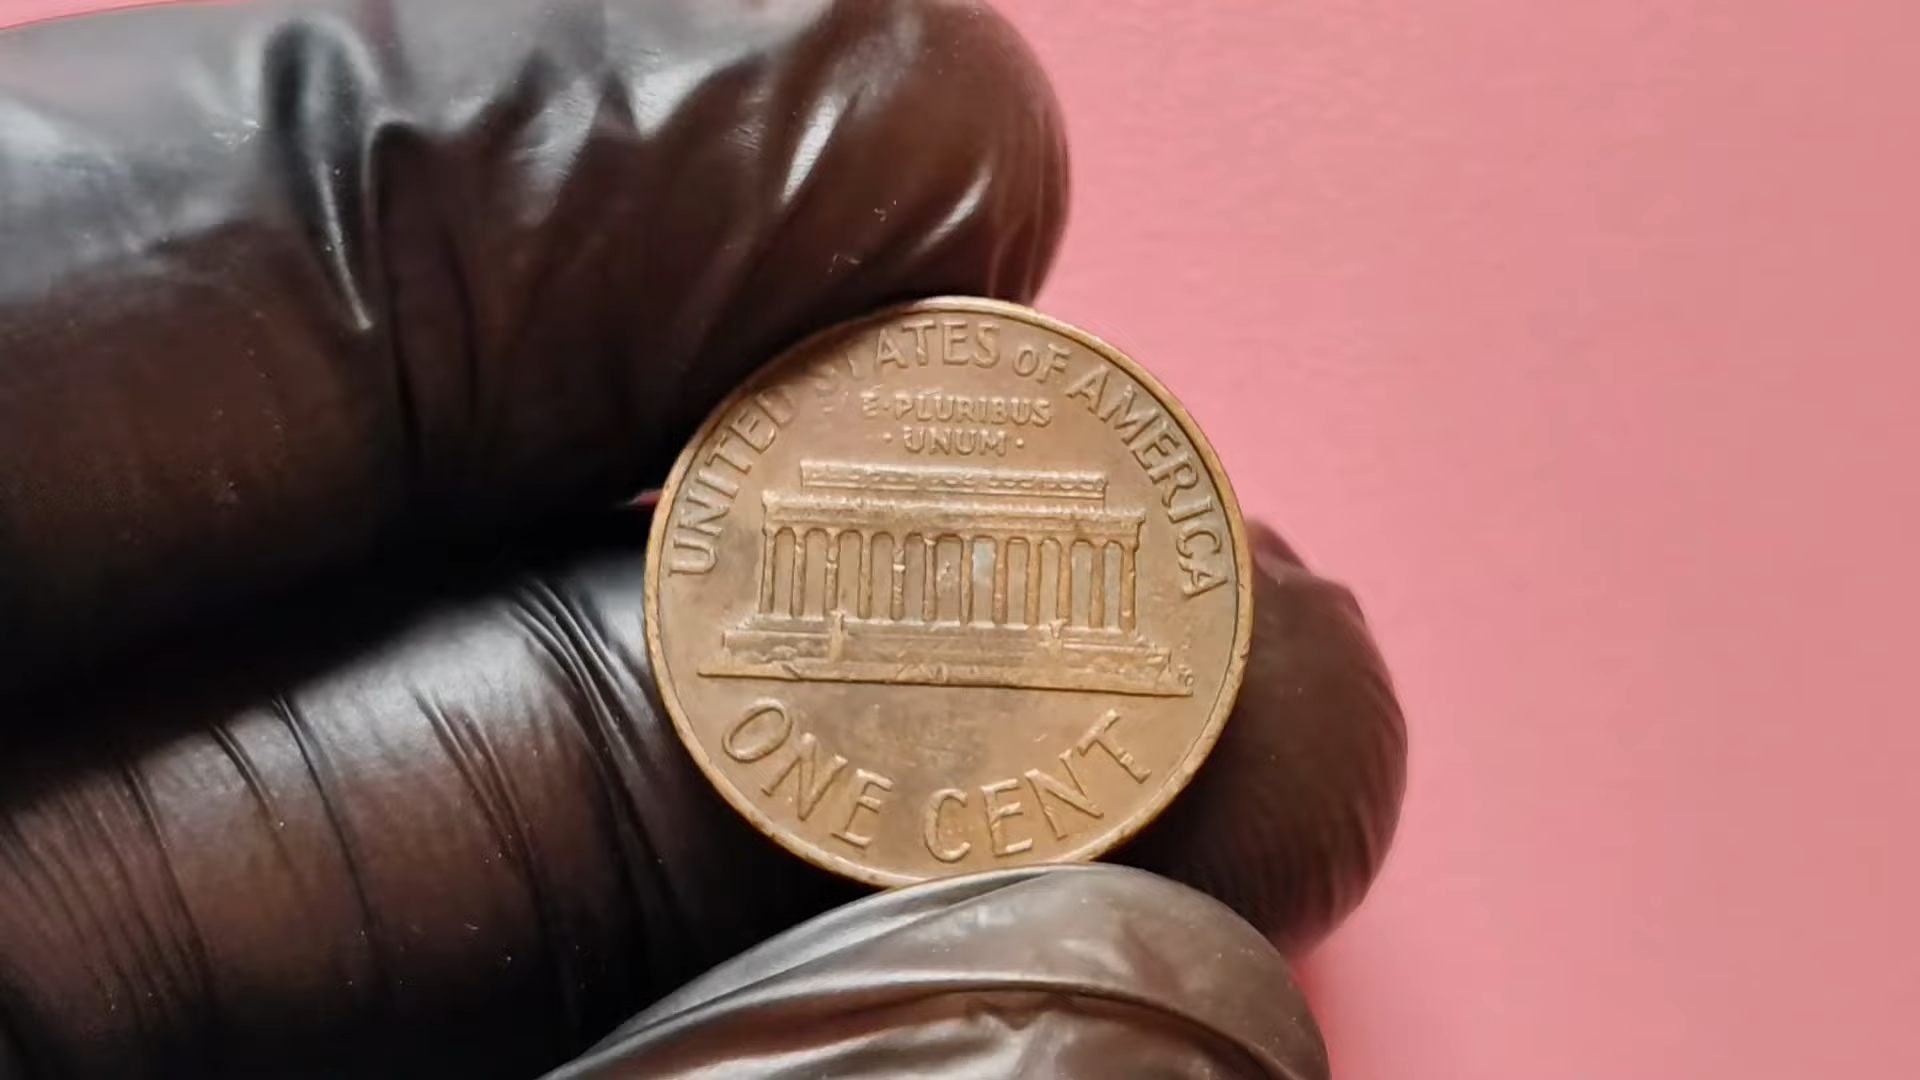 UNITED STATES OF AMERICA
E·PLURIBUS
·UNUM·
ONE CENT